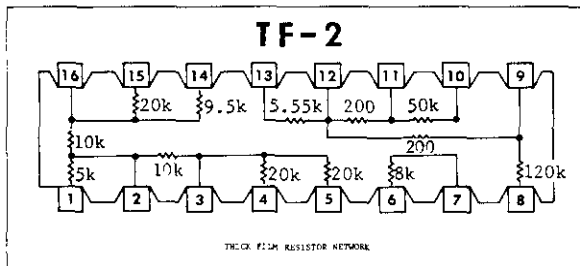 TF-2
16 15 14 13 12 11 10 9
20k 9.5k 5.55k 200 50k
10k 200
5k 10k 20k 20k 8k 120k
1 2 3 4 5 6 7 8
THICK FILM RESISTOR NETWORK